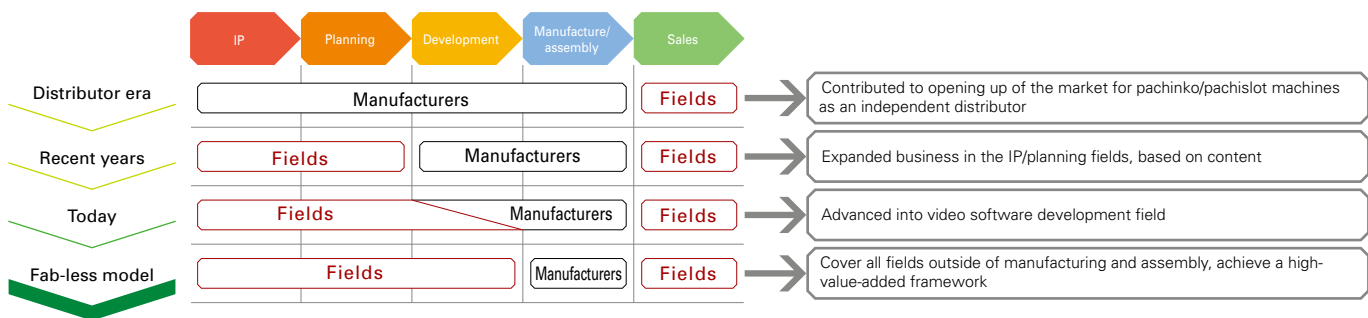 IP
Planning
Development
Manufacture/
assembly
Sales
Distributor era
Manufacturers
Fields
Contributed to opening up of the market for pachinko/pachislot machines
as an independent distributor
Recent years
Fields
Manufacturers
Fields
Expanded business in the IP/planning fields, based on content
Today
Fields
Manufacturers
Fields
Advanced into video software development field
Fab-less model
Fields
Manufacturers
Fields
Cover all fields outside of manufacturing and assembly, achieve a high-
value-added framework